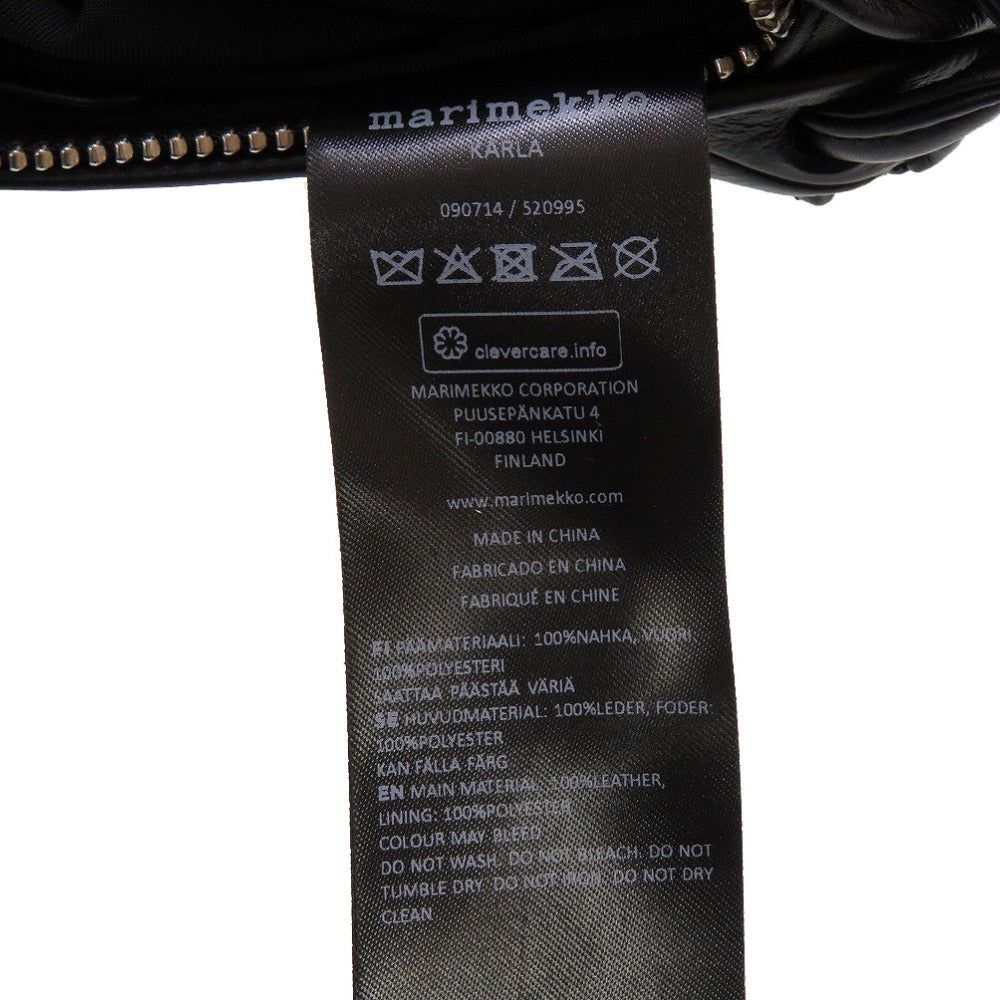 marimekko
KARLA
090714 / 520995
clevercare.info
MARIMEKKO CORPORATION
PUUSEPÄNKATU 4
FI-00880 HELSINKI
FINLAND
www.marimekko.com
MADE IN CHINA
FABRICADO EN CHINA
FABRIQUÉ EN CHINE
FI PÄÄMATERIAALI: 100%NAHKA, VUORI
100%POLYESTERI
SAATTAA PÄÄSTÄÄ VÄRIÄ
SE HUVUDMATERIAL: 100%LEDER, FODER:
100%POLYESTER
KAN FÄLLA FÄRG
EN MAIN MATERIAL: 100%LEATHER,
LINING: 100%POLYESTER
COLOUR MAY BLEED
DO NOT WASH. DO NOT BLEACH. DO NOT
TUMBLE DRY. DO NOT IRON. DO NOT DRY
CLEAN